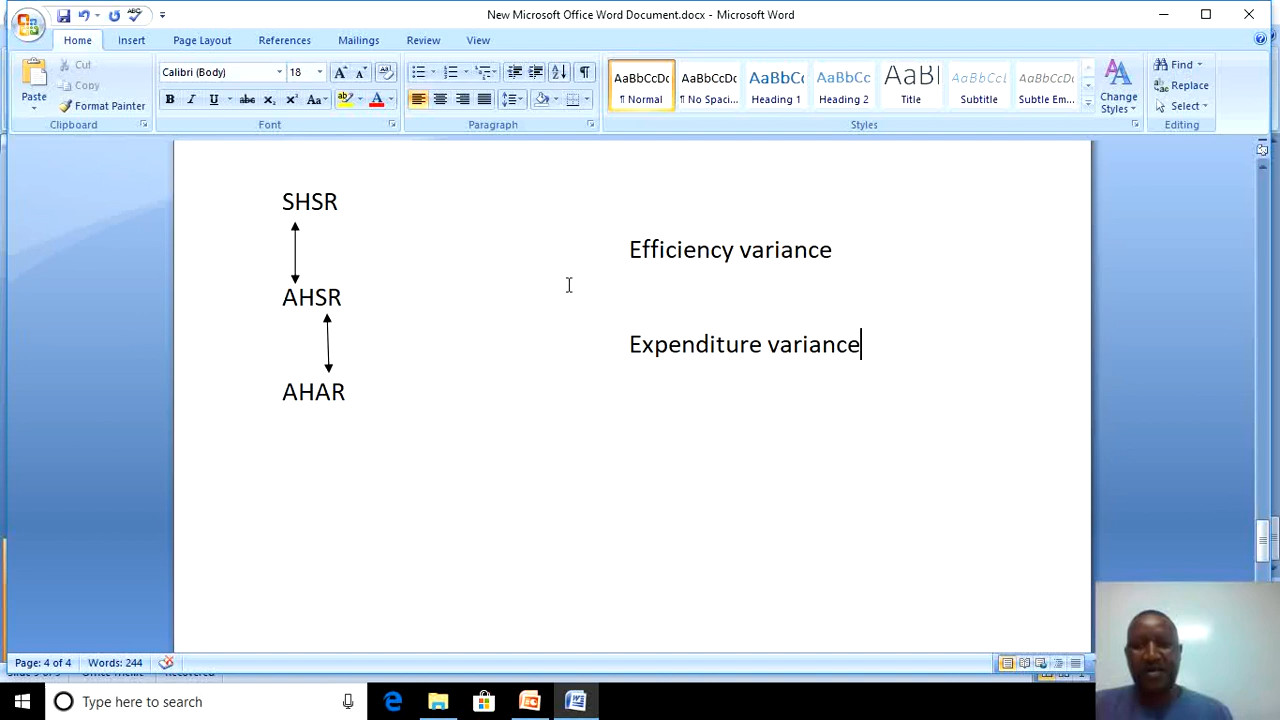 New Microsoft Office Word Document.docx - Microsoft Word
Home Insert Page Layout References Mailings Review View
Paste
Cut
Copy
Format Painter
Clipboard
Calibri (Body) 18
Font
Paragraph
AaBbCcDc AaBbCcDc AaBbCc AaBbCc AaBl AaBbCcl AaBbCcDc
¶ Normal ¶ No Spaci... Heading 1 Heading 2 Title Subtitle Subtle Em...
Change Styles
Styles
Find
Replace
Select
Editing
SHSR
Efficiency variance
AHSR
Expenditure variance
AHAR
Page: 4 of 4 Words: 244
Type here to search